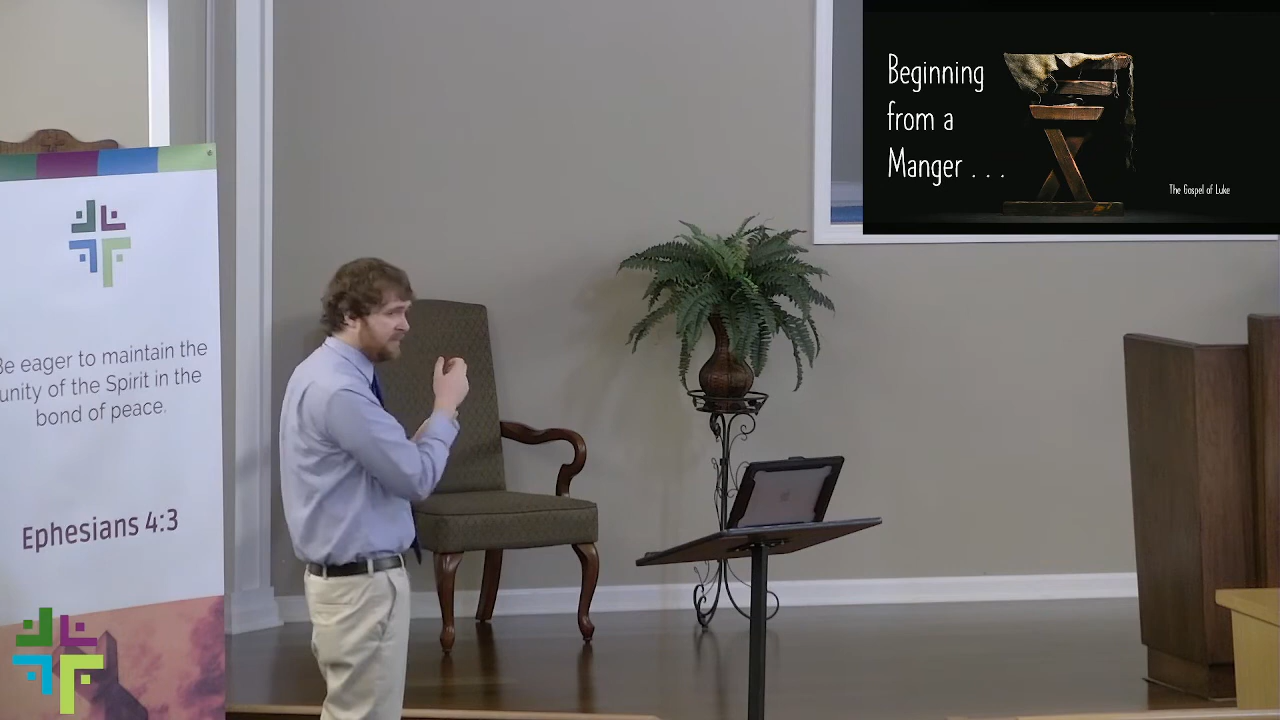 Beginning
from a
Manger . . .
The Gospel of Luke
Be eager to maintain the
unity of the Spirit in the
bond of peace.
Ephesians 4:3